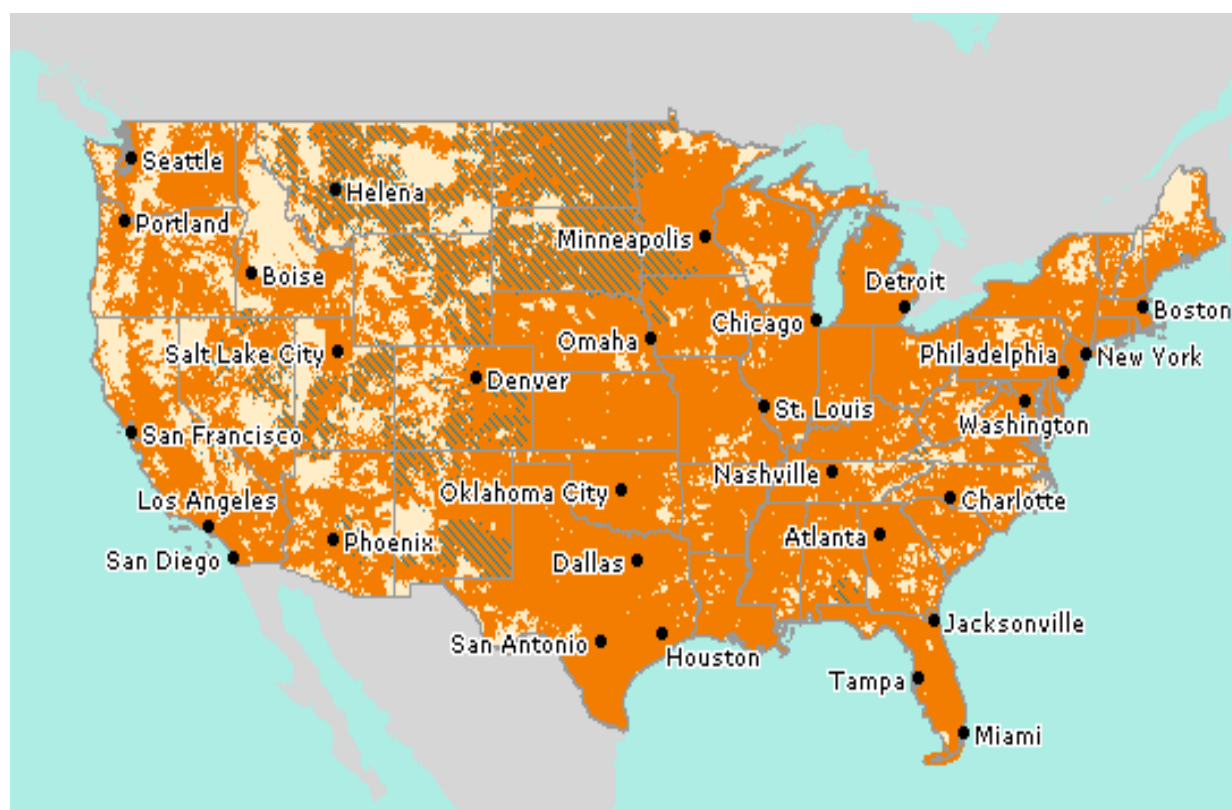 Seattle
Helena
Portland
Minneapolis
Boise
Detroit
Boston
Chicago
Omaha
Salt Lake City
Philadelphia
New York
Denver
St. Louis
Washington
San Francisco
Nashville
Oklahoma City
Charlotte
Los Angeles
Phoenix
Atlanta
San Diego
Dallas
Jacksonville
San Antonio
Houston
Tampa
Miami